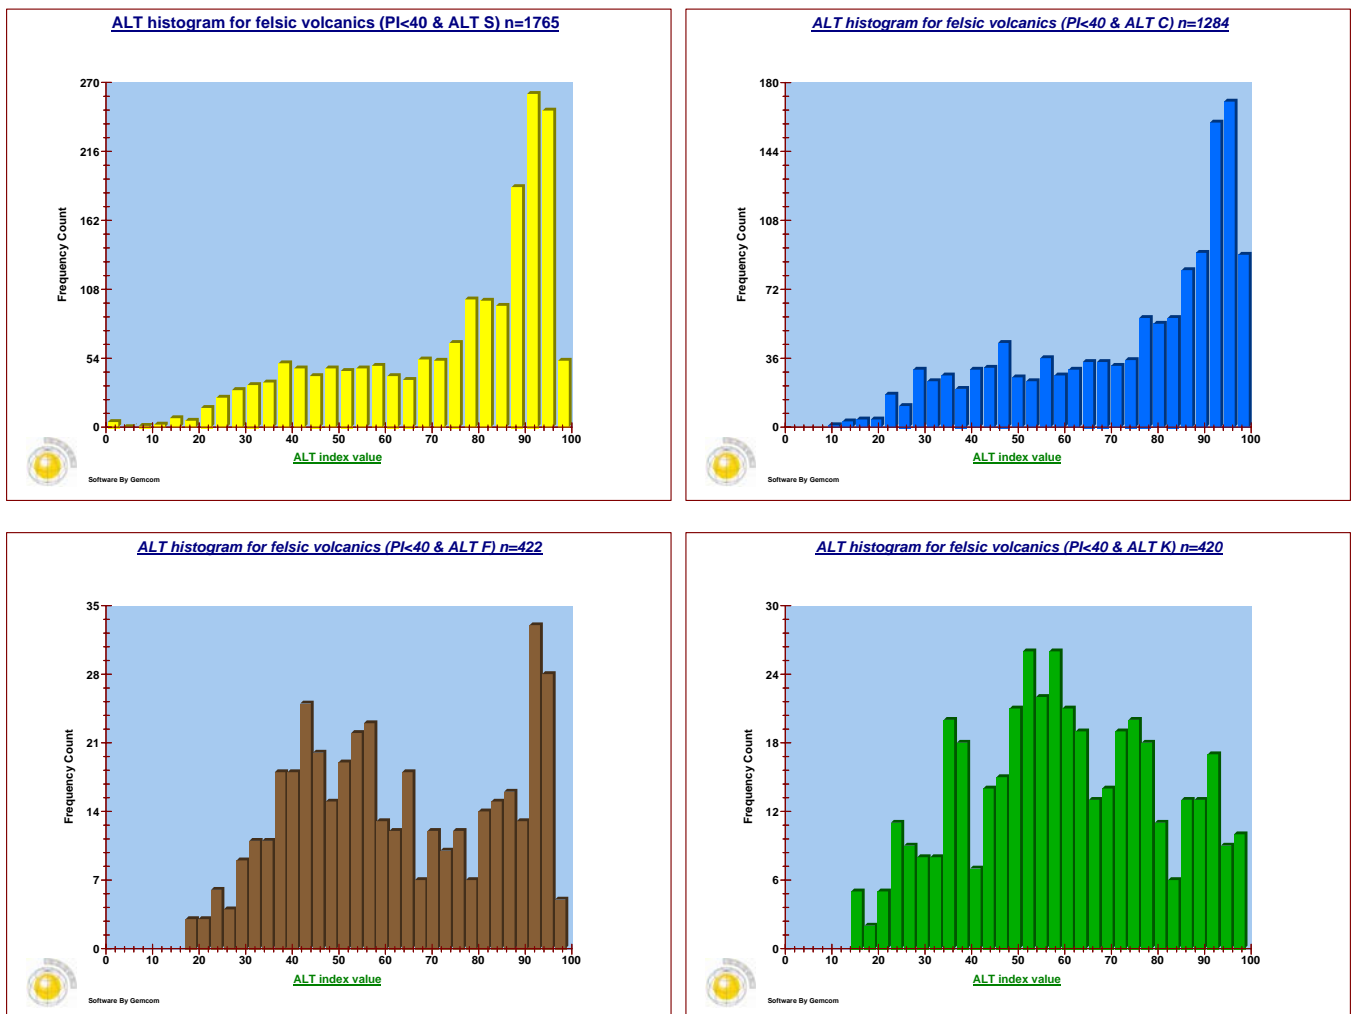 ALT histogram for felsic volcanics (PI<40 & ALT S) n=1765
270
216
162
108
54
0
Frequency Count
0 10 20 30 40 50 60 70 80 90 100
ALT index value
Software By Gemcom
ALT histogram for felsic volcanics (PI<40 & ALT C) n=1284
180
144
108
72
36
0
Frequency Count
0 10 20 30 40 50 60 70 80 90 100
ALT index value
Software By Gemcom
ALT histogram for felsic volcanics (PI<40 & ALT F) n=422
35
28
21
14
7
0
Frequency Count
0 10 20 30 40 50 60 70 80 90 100
ALT index value
Software By Gemcom
ALT histogram for felsic volcanics (PI<40 & ALT K) n=420
30
24
18
12
6
0
Frequency Count
0 10 20 30 40 50 60 70 80 90 100
ALT index value
Software By Gemcom